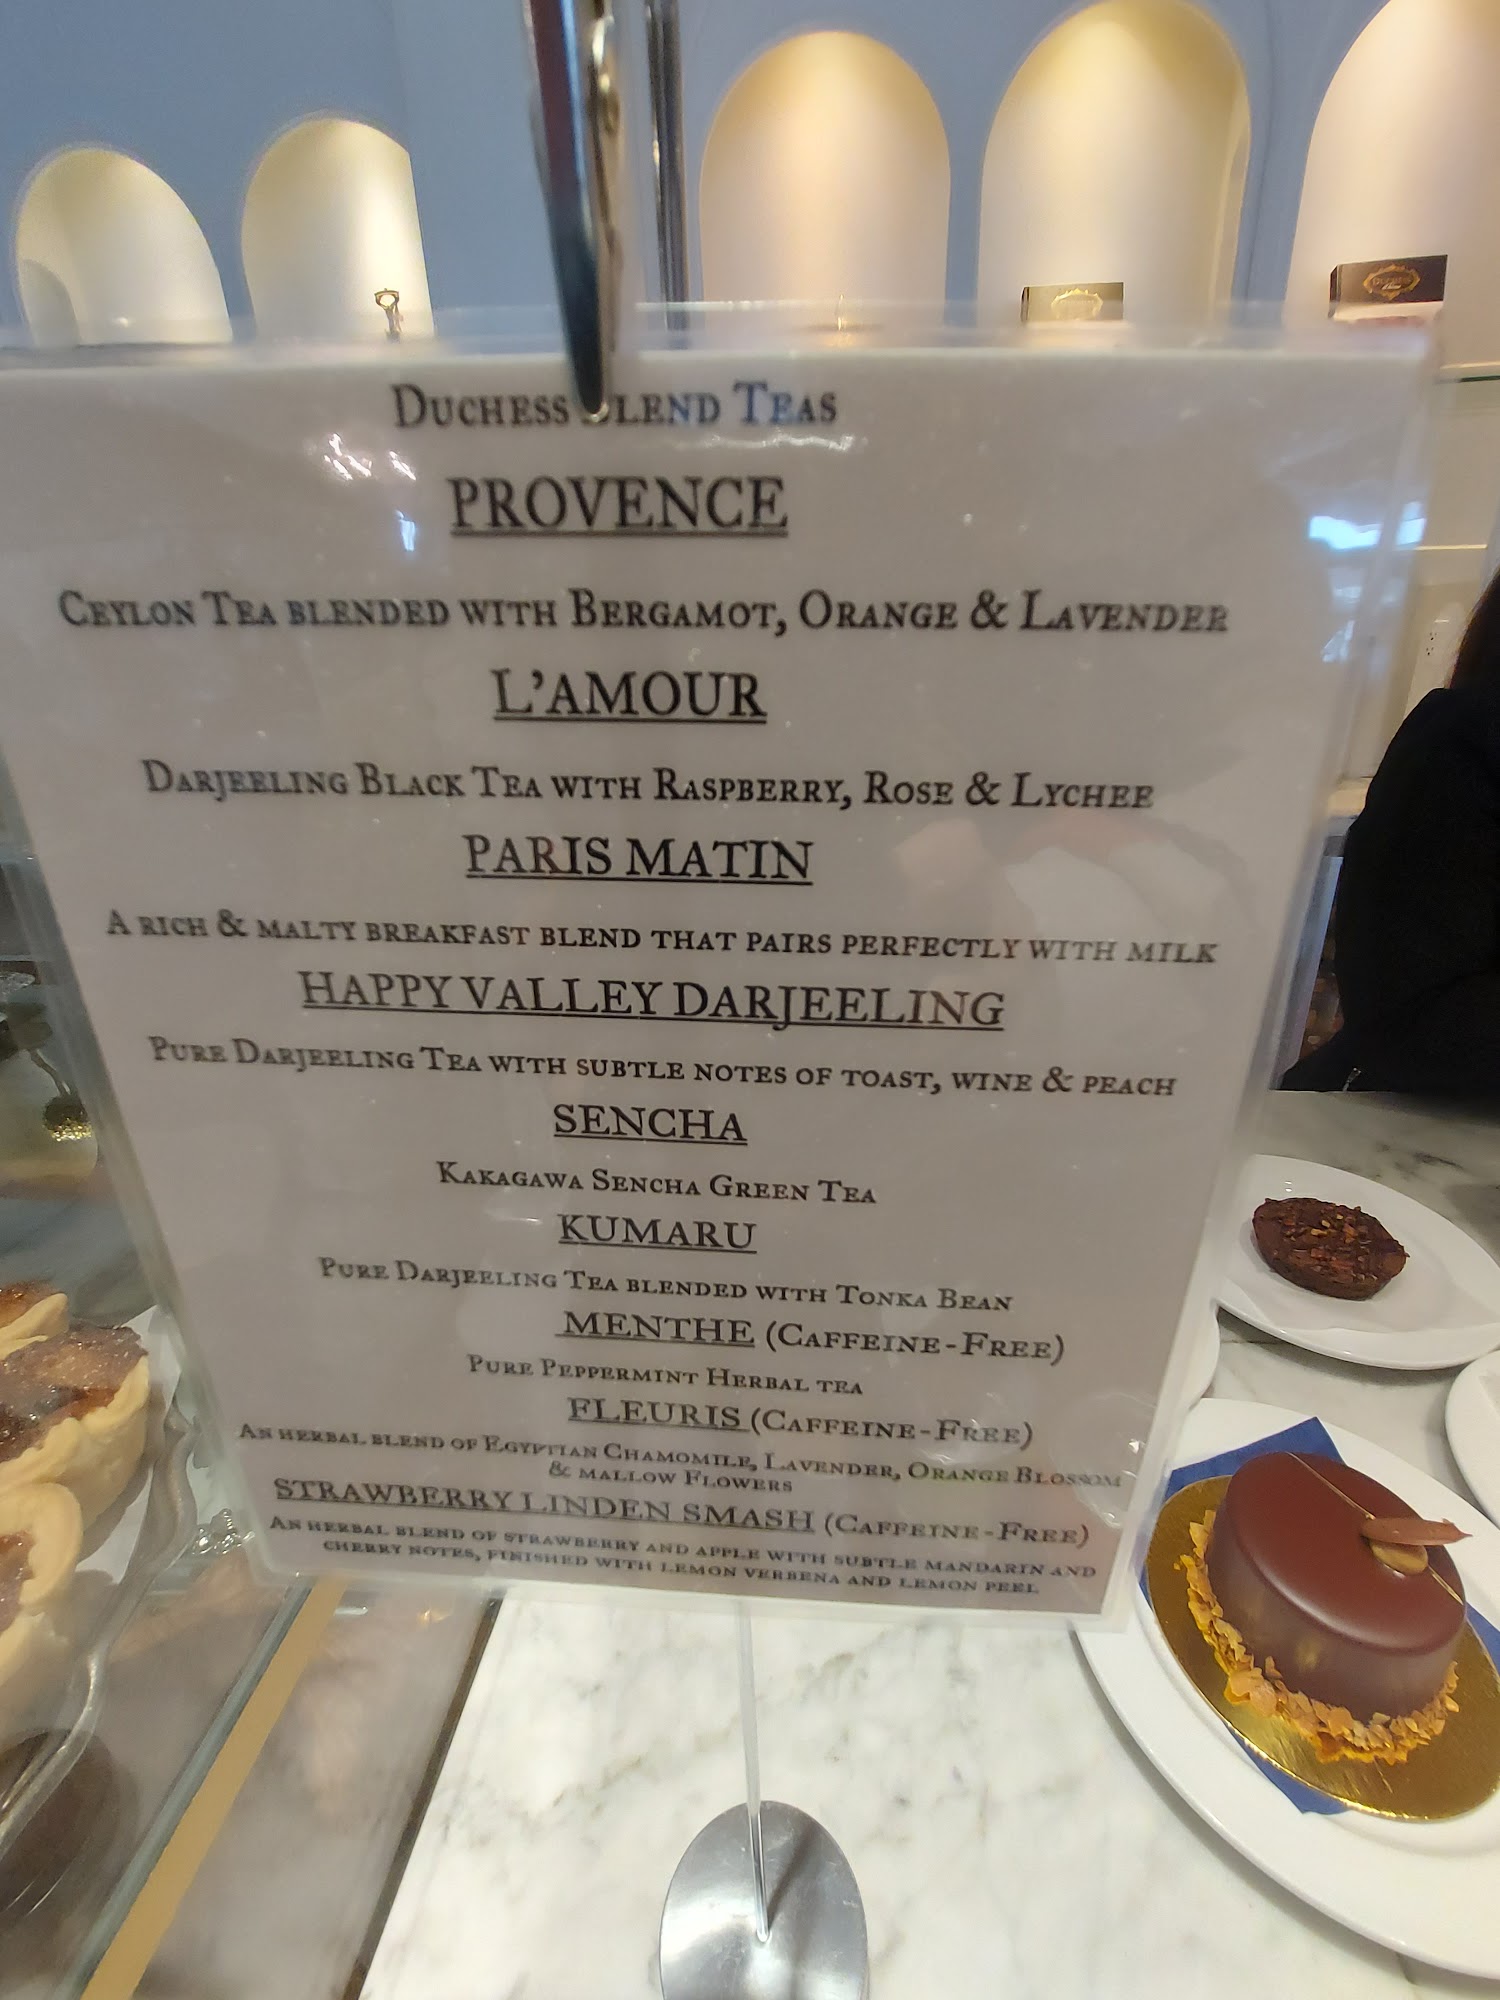 Duchess Blend Teas
PROVENCE
Ceylon Tea blended with Bergamot, Orange & Lavender
L'AMOUR
Darjeeling Black Tea with Raspberry, Rose & Lychee
PARIS MATIN
A rich & malty breakfast blend that pairs perfectly with milk
HAPPY VALLEY DARJEELING
Pure Darjeeling Tea with subtle notes of toast, wine & peach
SENCHA
Kakagawa Sencha Green Tea
KUMARU
Pure Darjeeling Tea blended with Tonka Bean
MENTHE (Caffeine-Free)
Pure Peppermint Herbal tea
FLEURIS (Caffeine-Free)
An herbal blend of Egyptian Chamomile, Lavender, Orange Blossom
& mallow Flowers
STRAWBERRY LINDEN SMASH (Caffeine-Free)
An herbal blend of strawberry and apple with subtle mandarin and
cherry notes, finished with lemon verbena and lemon peel